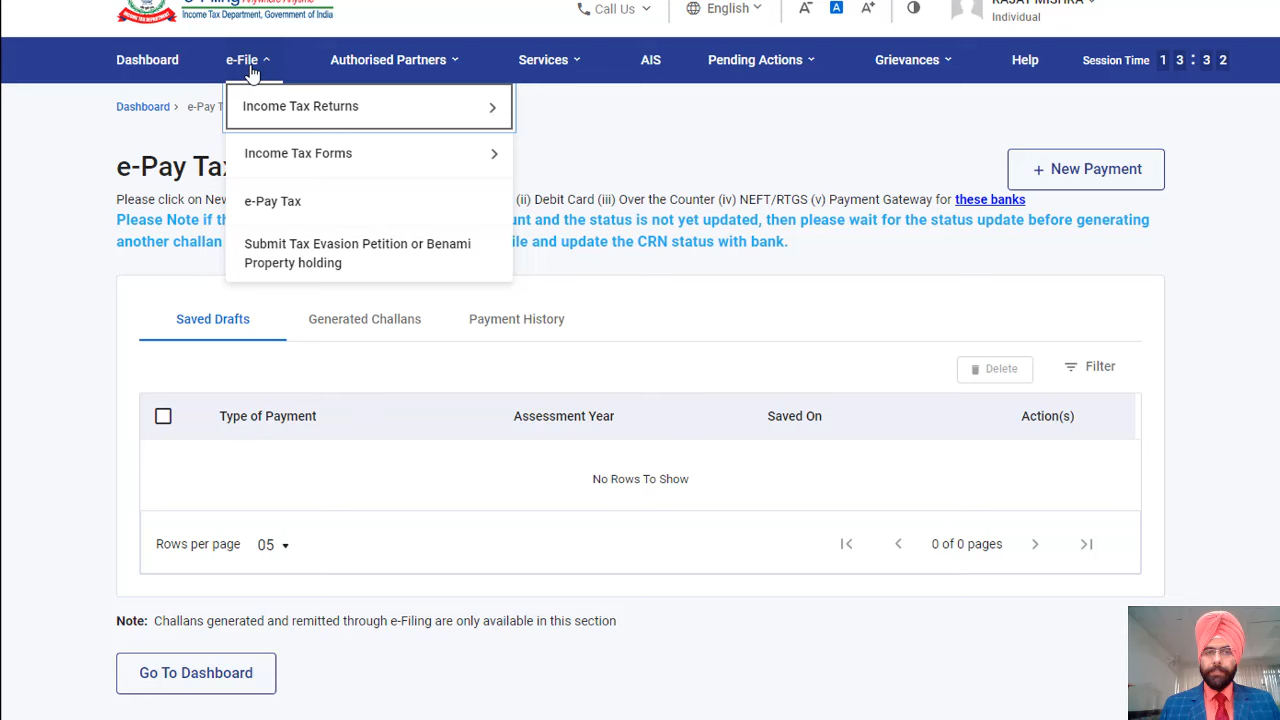 e-Filing Anywhere Anytime
Income Tax Department, Government of India
Call Us
English
A⁻ A A⁺
RAJAT MISHRA
Individual
Dashboard e-File Authorised Partners Services AIS Pending Actions Grievances Help Session Time 1 3 : 3 2
Dashboard > e-Pay T
Income Tax Returns
Income Tax Forms
e-Pay Tax
Submit Tax Evasion Petition or Benami
Property holding
e-Pay Ta
+ New Payment
Please click on New (ii) Debit Card (iii) Over the Counter (iv) NEFT/RTGS (v) Payment Gateway for these banks
Please Note if th unt and the status is not yet updated, then please wait for the status update before generating
another challan ile and update the CRN status with bank.
Saved Drafts Generated Challans Payment History
Delete Filter
Type of Payment Assessment Year Saved On Action(s)
No Rows To Show
Rows per page 05 0 of 0 pages
Note: Challans generated and remitted through e-Filing are only available in this section
Go To Dashboard